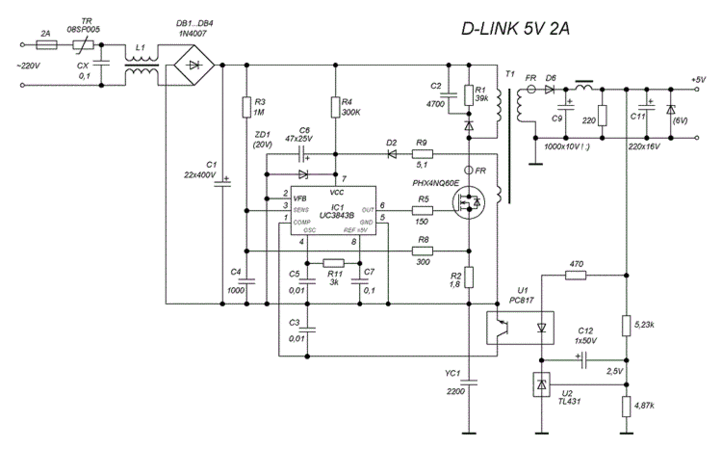 D-LINK 5V 2A
TR
08SP005
2A
L1
DB1...DB4
1N4007
~220V
CX
0,1
R3
1M
R4
300K
C2
4700
R1
39k
T1
FR
D6
+5V
C9
220
C11
(6V)
1000x10V ! :)
220x16V
ZD1
(20V)
C6
47x25V
D2
R9
5,1
FR
PHX4NQ60E
C1
22x400V
7
VCC
2
VFB
3
SENS
1
COMP
IC1
UC3843B
OUT
6
GND
5
OSC
REF +5V
4
8
R5
150
R8
300
C4
1000
C5
0,01
R11
3k
C7
0,1
R2
1,8
C3
0,01
U1
PC817
470
5,23k
C12
1x50V
2,5V
YC1
2200
U2
TL431
4,87k